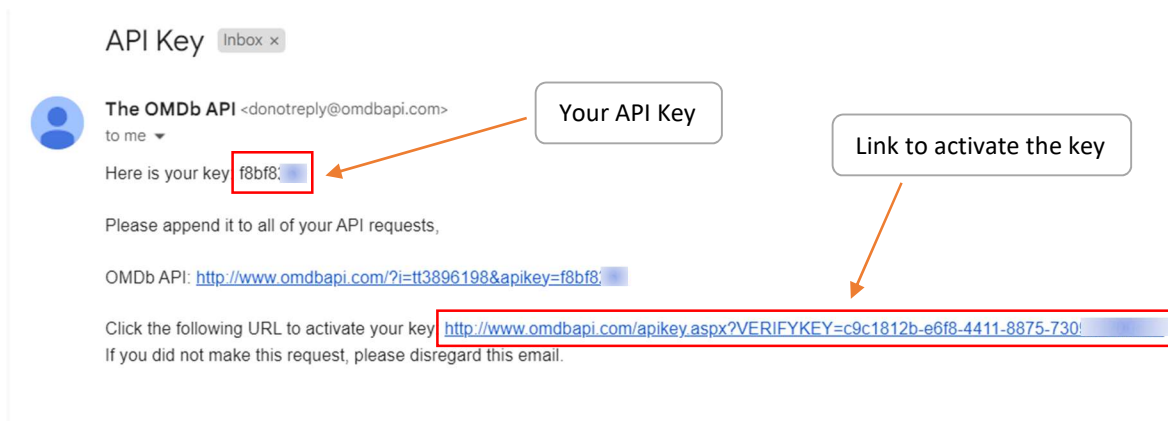 API Key Inbox ×
The OMDb API <donotreply@omdbapi.com>
to me
Your API Key
Link to activate the key
Here is your key: f8bf8
Please append it to all of your API requests,
OMDb API: http://www.omdbapi.com/?i=tt3896198&apikey=f8bf8
Click the following URL to activate your key: http://www.omdbapi.com/apikey.aspx?VERIFYKEY=c9c1812b-e6f8-4411-8875-730
If you did not make this request, please disregard this email.